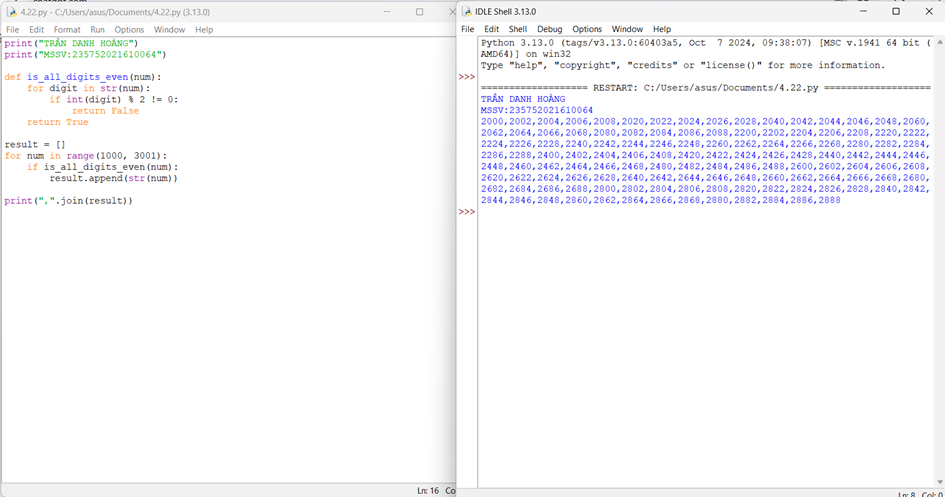 4.22.py - C:/Users/asus/Documents/4.22.py (3.13.0)
File Edit Format Run Options Window Help
print("TRẦN DANH HOÀNG")
print("MSSV:235752021610064")

def is_all_digits_even(num):
    for digit in str(num):
        if int(digit) % 2 != 0:
            return False
    return True

result = []
for num in range(1000, 3001):
    if is_all_digits_even(num):
        result.append(str(num))

print(",".join(result))
Ln: 16 Co
IDLE Shell 3.13.0
File Edit Shell Debug Options Window Help
Python 3.13.0 (tags/v3.13.0:60403a5, Oct  7 2024, 09:38:07) [MSC v.1941 64 bit (
AMD64)] on win32
Type "help", "copyright", "credits" or "license()" for more information.
>>>
=================== RESTART: C:/Users/asus/Documents/4.22.py ===================
TRẦN DANH HOÀNG
MSSV:235752021610064
2000,2002,2004,2006,2008,2020,2022,2024,2026,2028,2040,2042,2044,2046,2048,2060,
2062,2064,2066,2068,2080,2082,2084,2086,2088,2200,2202,2204,2206,2208,2220,2222,
2224,2226,2228,2240,2242,2244,2246,2248,2260,2262,2264,2266,2268,2280,2282,2284,
2286,2288,2400,2402,2404,2406,2408,2420,2422,2424,2426,2428,2440,2442,2444,2446,
2448,2460,2462,2464,2466,2468,2480,2482,2484,2486,2488,2600,2602,2604,2606,2608,
2620,2622,2624,2626,2628,2640,2642,2644,2646,2648,2660,2662,2664,2666,2668,2680,
2682,2684,2686,2688,2800,2802,2804,2806,2808,2820,2822,2824,2826,2828,2840,2842,
2844,2846,2848,2860,2862,2864,2866,2868,2880,2882,2884,2886,2888
>>>
Ln: 8 Col: 0